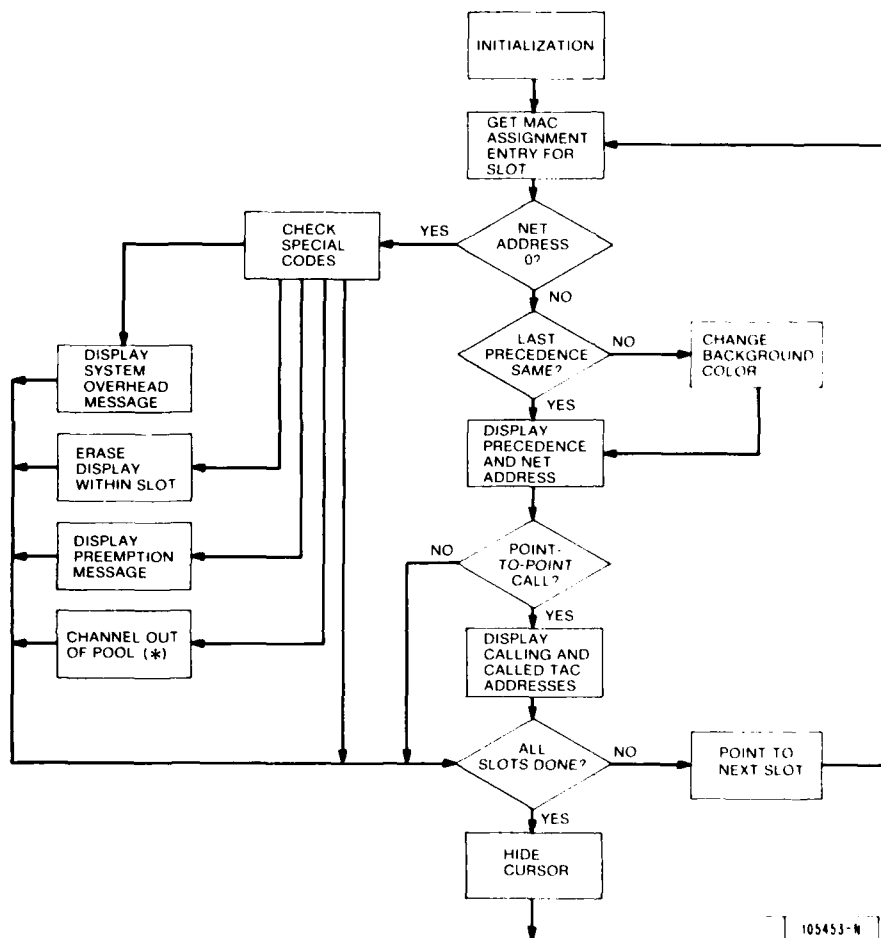 INITIALIZATION
GET MAC
ASSIGNMENT
ENTRY FOR
SLOT
NET
ADDRESS
0?
YES
CHECK
SPECIAL
CODES
NO
LAST
PRECEDENCE
SAME?
NO
CHANGE
BACKGROUND
COLOR
YES
DISPLAY
SYSTEM
OVERHEAD
MESSAGE
DISPLAY
PRECEDENCE
AND NET
ADDRESS
ERASE
DISPLAY
WITHIN SLOT
DISPLAY
PREEMPTION
MESSAGE
NO
POINT-
TO-POINT
CALL?
YES
CHANNEL OUT
OF POOL (*)
DISPLAY
CALLING AND
CALLED TAC
ADDRESSES
ALL
SLOTS DONE?
NO
POINT TO
NEXT SLOT
YES
HIDE
CURSOR
105453-N